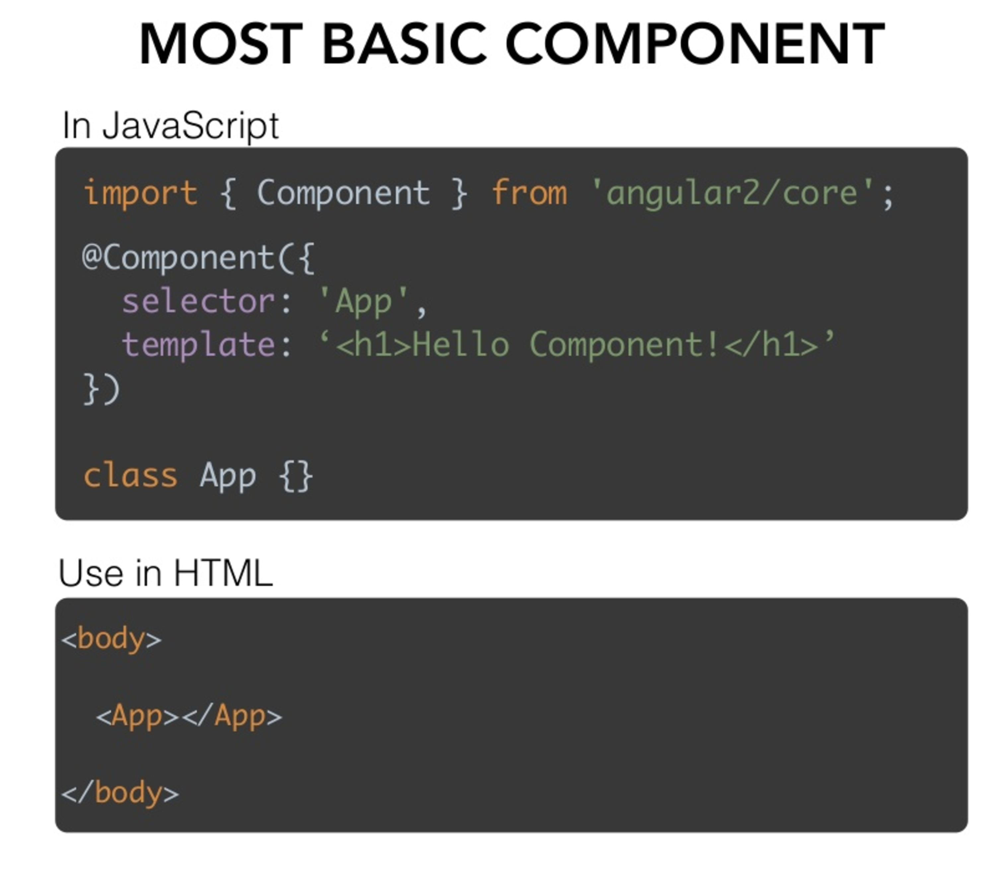 MOST BASIC COMPONENT
In JavaScript
import { Component } from 'angular2/core';
@Component({
  selector: 'App',
  template: ‘<h1>Hello Component!</h1>’
})
class App {}
Use in HTML
<body>
  <App></App>
</body>